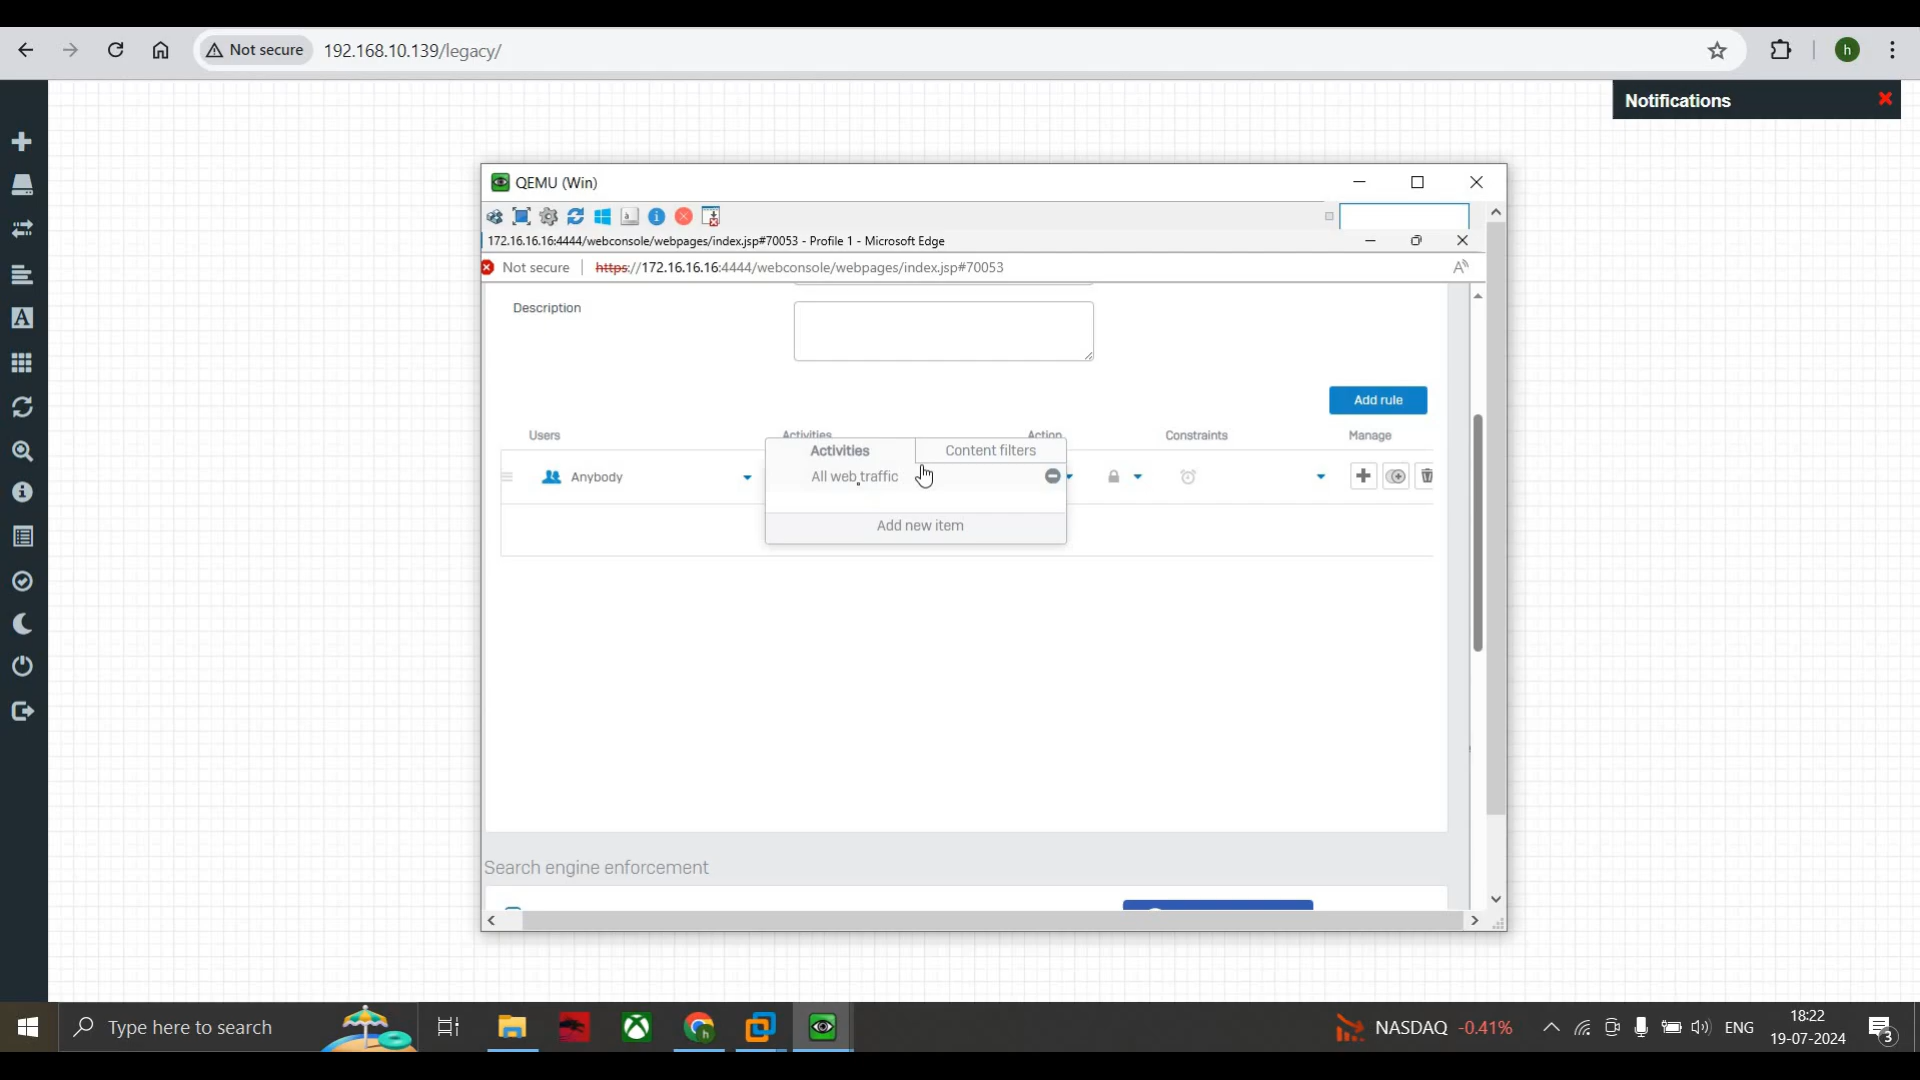 Not secure
192.168.10.139/legacy/
h
Notifications
QEMU (Win)
172.16.16.16:4444/webconsole/webpages/index.jsp#70053 - Profile 1 - Microsoft Edge
Not secure
https://172.16.16.16:4444/webconsole/webpages/index.jsp#70053
Description
Add rule
Users
Activities
Action
Constraints
Manage
Activities
Content filters
Anybody
All web traffic
Add new item
Search engine enforcement
Type here to search
NASDAQ -0.41%
ENG
18:22
19-07-2024
3